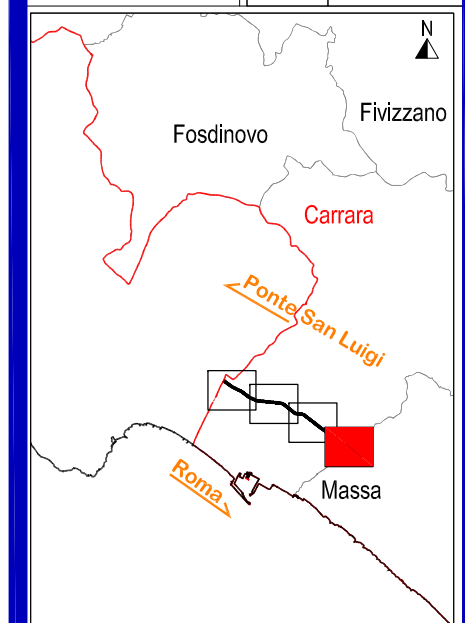 N
Fivizzano
Fosdinovo
Carrara
Ponte San Luigi
Roma
Massa